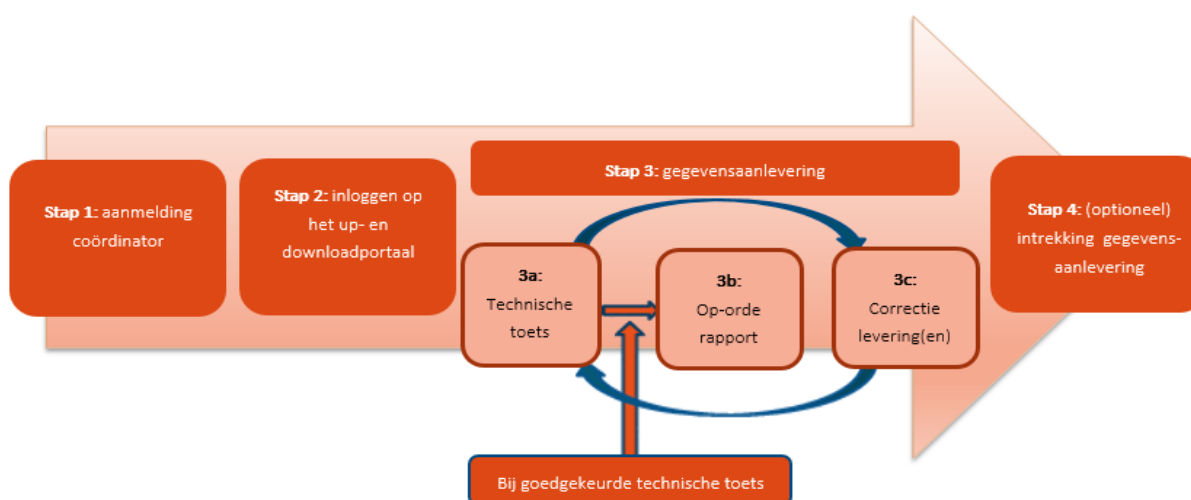 Stap 1: aanmelding
coördinator
Stap 2: inloggen op
het up- en
downloadportaal
Stap 3: gegevensaanlevering
3a:
Technische
toets
3b:
Op-orde
rapport
3c:
Correctie
levering(en)
Stap 4: (optioneel)
intrekking gegevens-
aanlevering
Bij goedgekeurde technische toets